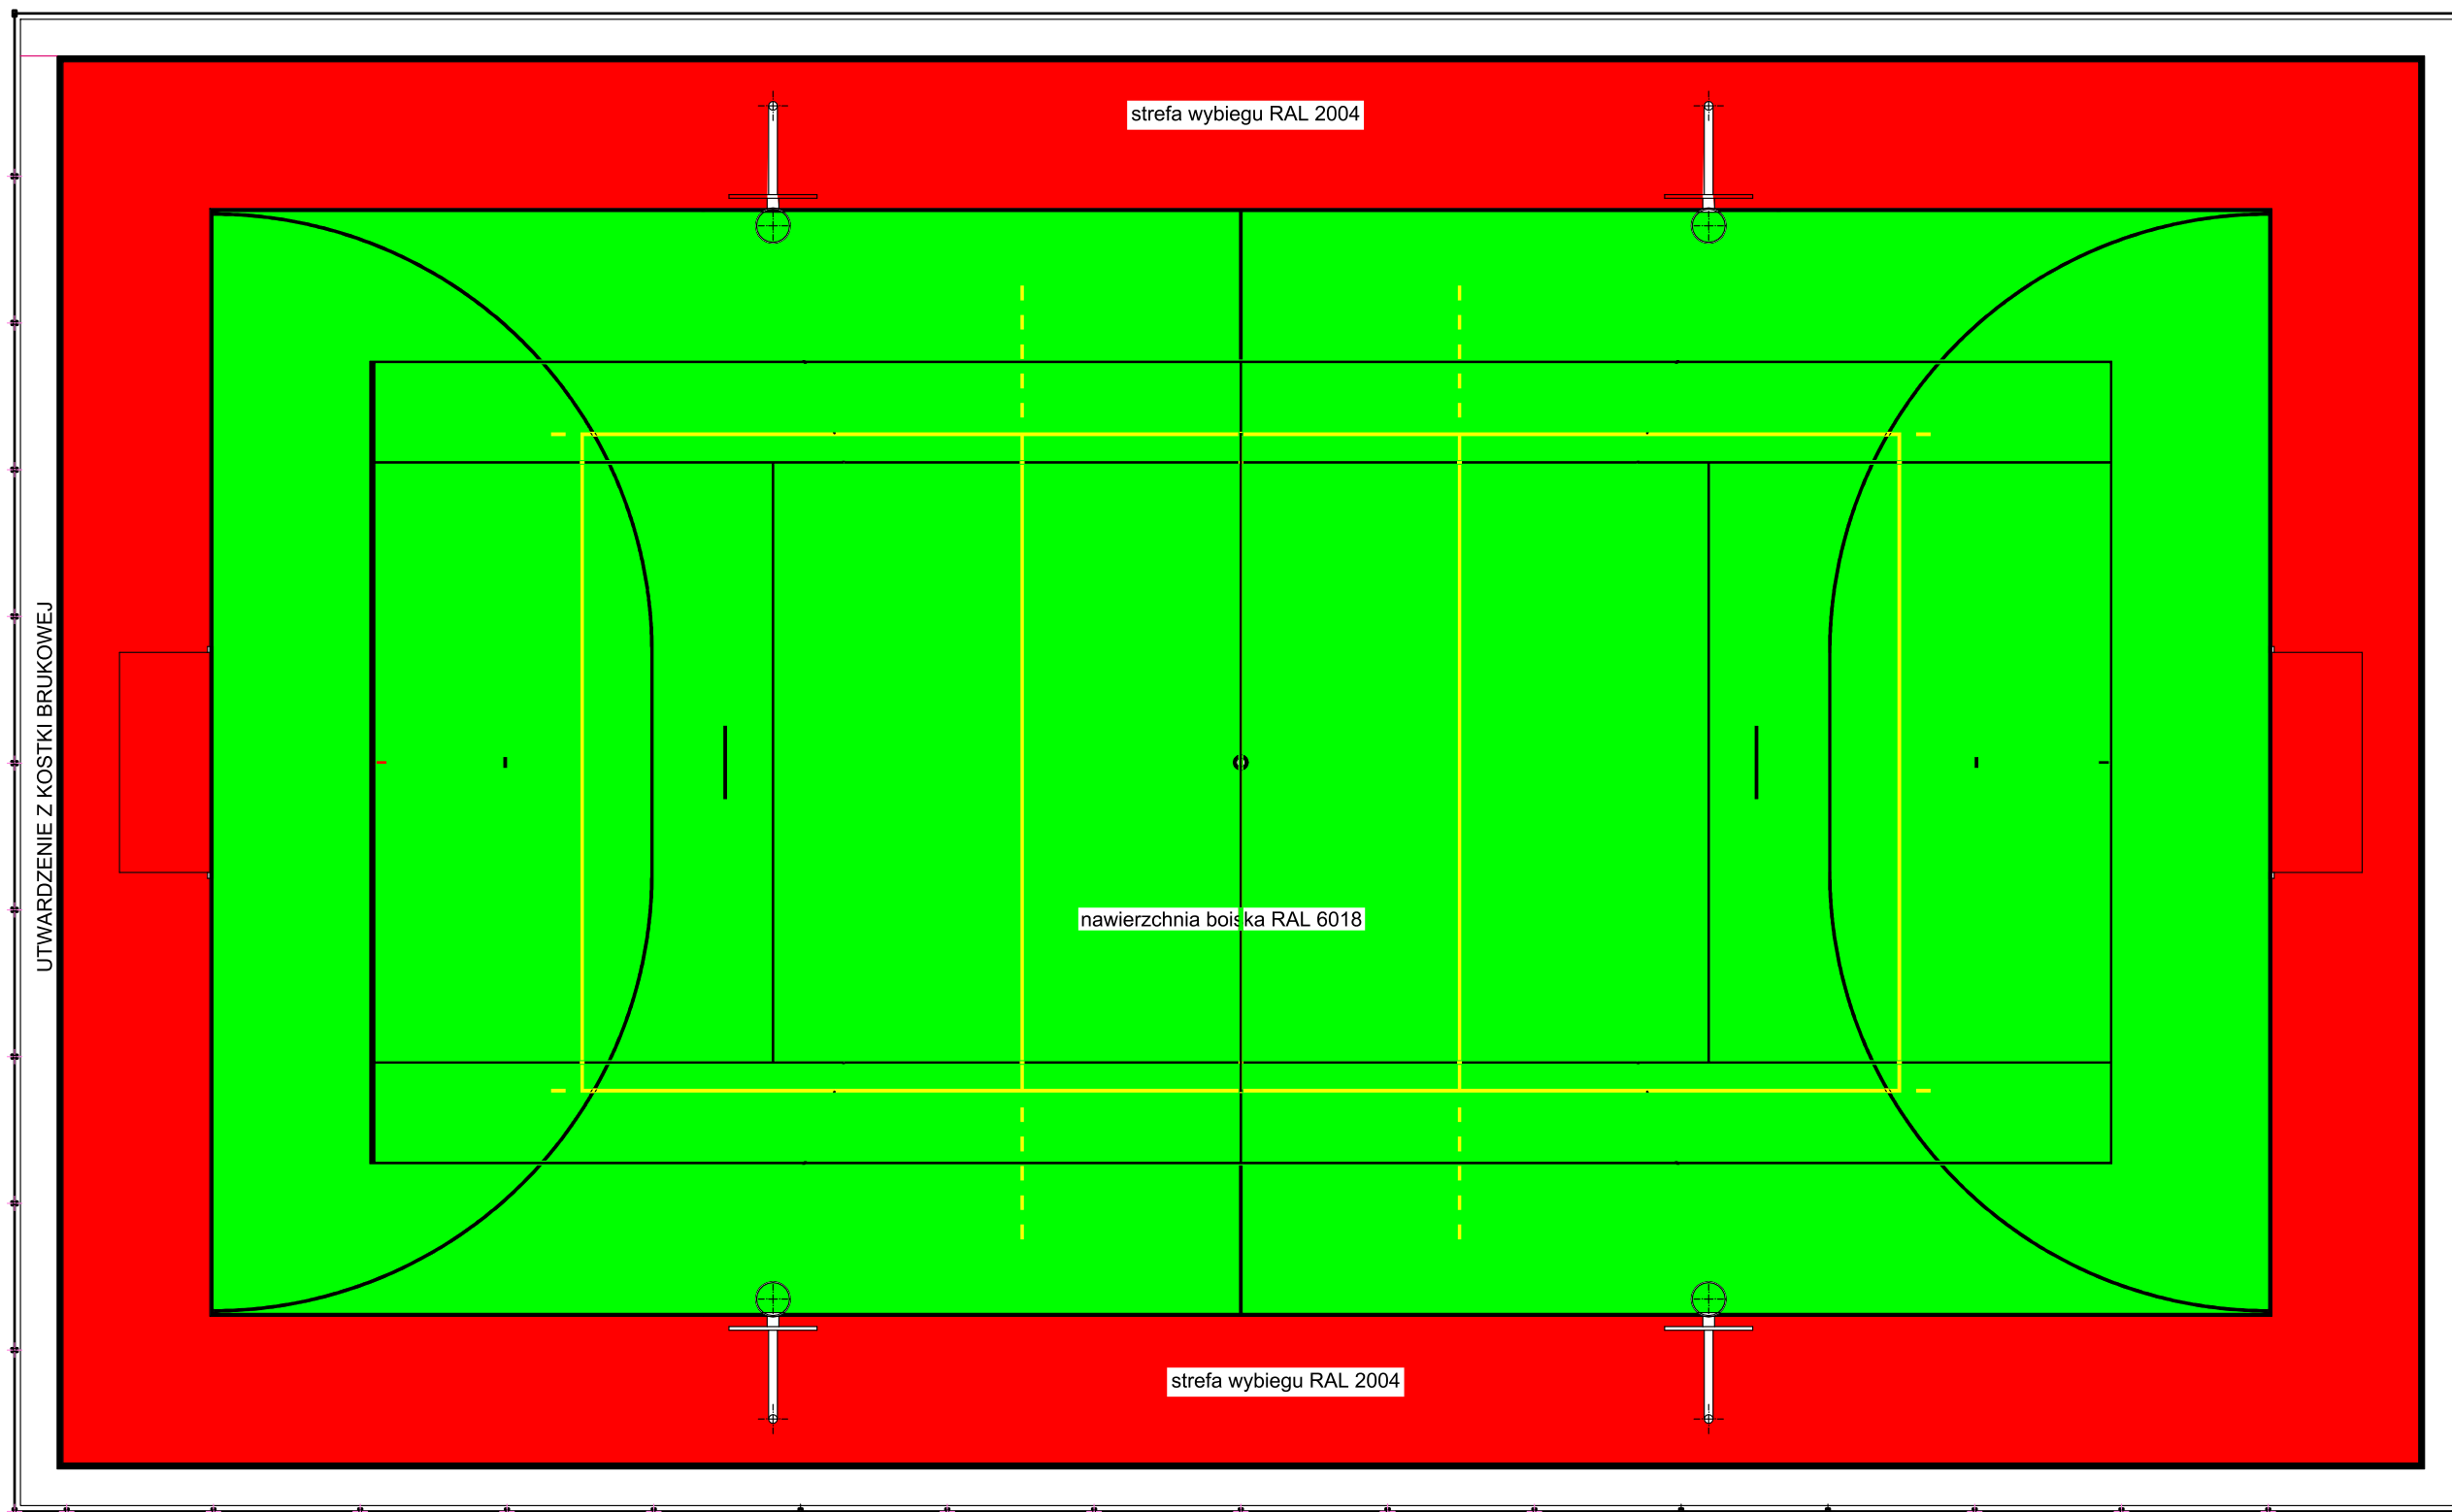 strefa wybiegu RAL 2004
UTWARDZENIE Z KOSTKI BRUKOWEJ
nawierzchnia boiska RAL 6018
strefa wybiegu RAL 2004